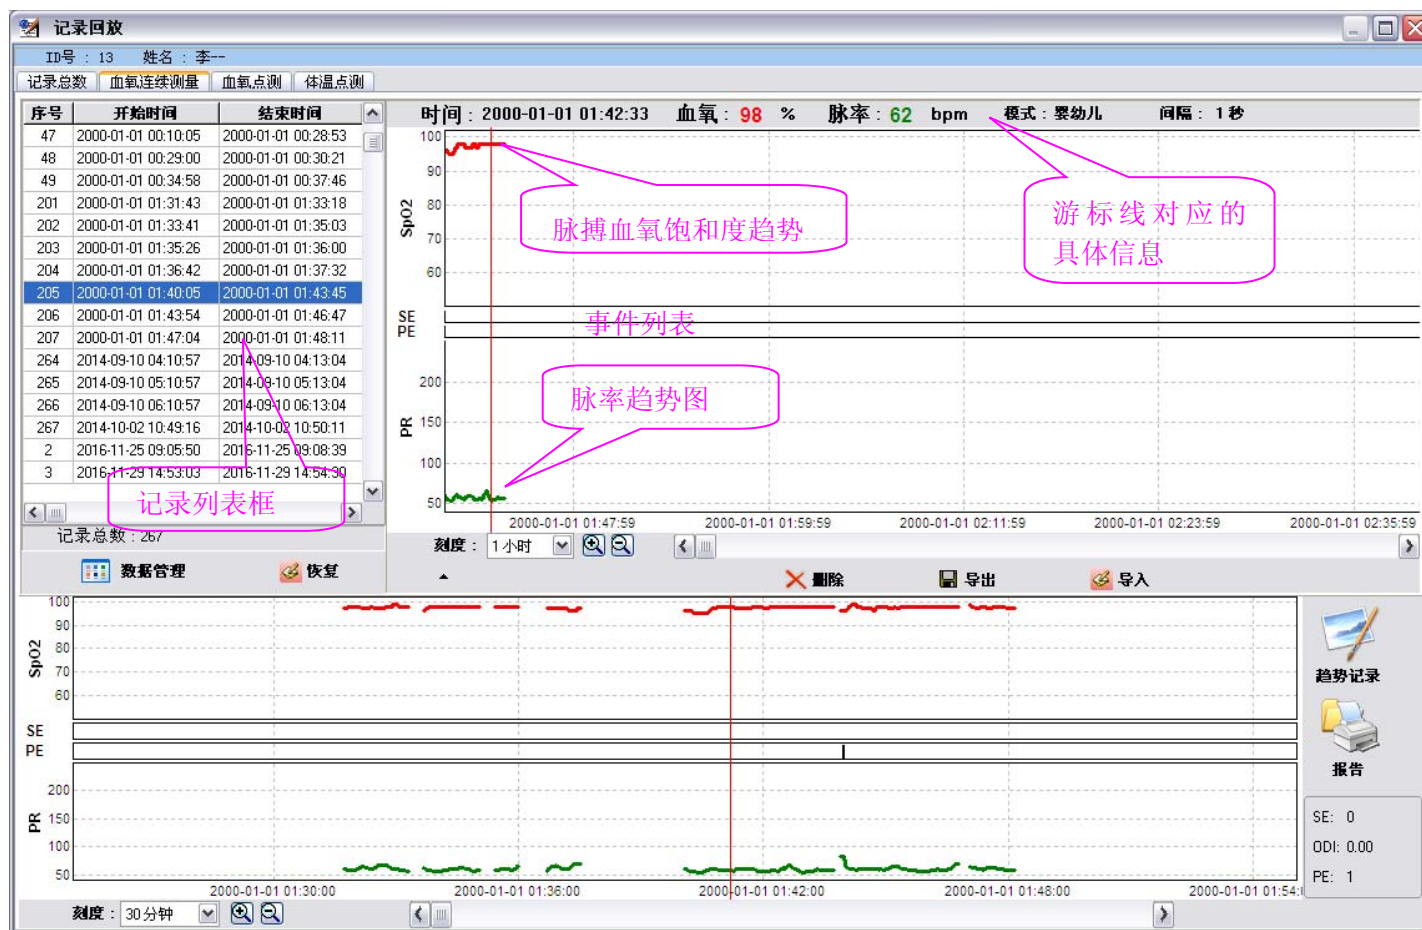 记录回放
ID号 : 13 姓名 : 李--
记录总数 血氧连续测量 血氧点测 体温点测
序号 开始时间 结束时间
47 2000-01-01 00:10:05 2000-01-01 00:28:53
48 2000-01-01 00:29:00 2000-01-01 00:30:21
49 2000-01-01 00:34:58 2000-01-01 00:37:46
201 2000-01-01 01:31:43 2000-01-01 01:33:18
202 2000-01-01 01:33:41 2000-01-01 01:35:03
203 2000-01-01 01:35:26 2000-01-01 01:36:00
204 2000-01-01 01:36:42 2000-01-01 01:37:32
205 2000-01-01 01:40:05 2000-01-01 01:43:45
206 2000-01-01 01:43:54 2000-01-01 01:46:47
207 2000-01-01 01:47:04 2000-01-01 01:48:11
264 2014-09-10 04:10:57 2014-09-10 04:13:04
265 2014-09-10 05:10:57 2014-09-10 05:13:04
266 2014-09-10 06:10:57 2014-09-10 06:13:04
267 2014-10-02 10:49:16 2014-10-02 10:50:11
2 2016-11-25 09:05:50 2016-11-25 09:08:39
3 2016-11-29 14:53:03 2016-11-29 14:54:30
记录列表框
记录总数 : 267
数据管理 恢复
时间 : 2000-01-01 01:42:33 血氧 : 98 % 脉率 : 62 bpm 模式 : 婴幼儿 间隔 : 1秒
100
90
80
70
60
SpO2
脉搏血氧饱和度趋势
游标线对应的
具体信息
SE
PE
事件列表
200
150
100
50
PR
脉率趋势图
2000-01-01 01:47:59 2000-01-01 01:59:59 2000-01-01 02:11:59 2000-01-01 02:23:59 2000-01-01 02:35:59
刻度 : 1小时
删除 导出 导入
100
90
80
70
60
SpO2
SE
PE
200
150
100
50
PR
2000-01-01 01:30:00 2000-01-01 01:36:00 2000-01-01 01:42:00 2000-01-01 01:48:00 2000-01-01 01:54:
刻度 : 30分钟
趋势记录
报告
SE: 0
ODI: 0.00
PE: 1